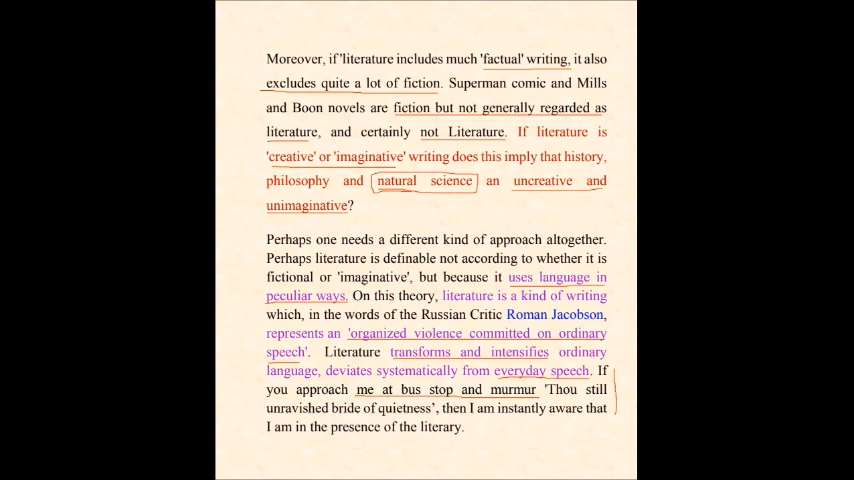 Moreover, if 'literature includes much 'factual' writing, it also
excludes quite a lot of fiction. Superman comic and Mills
and Boon novels are fiction but not generally regarded as
literature, and certainly not Literature. If literature is
'creative' or 'imaginative' writing does this imply that history,
philosophy and natural science an uncreative and
unimaginative?
Perhaps one needs a different kind of approach altogether.
Perhaps literature is definable not according to whether it is
fictional or 'imaginative', but because it uses language in
peculiar ways. On this theory, literature is a kind of writing
which, in the words of the Russian Critic Roman Jacobson,
represents an 'organized violence committed on ordinary
speech'. Literature transforms and intensifies ordinary
language, deviates systematically from everyday speech. If
you approach me at bus stop and murmur 'Thou still
unravished bride of quietness', then I am instantly aware that
I am in the presence of the literary.